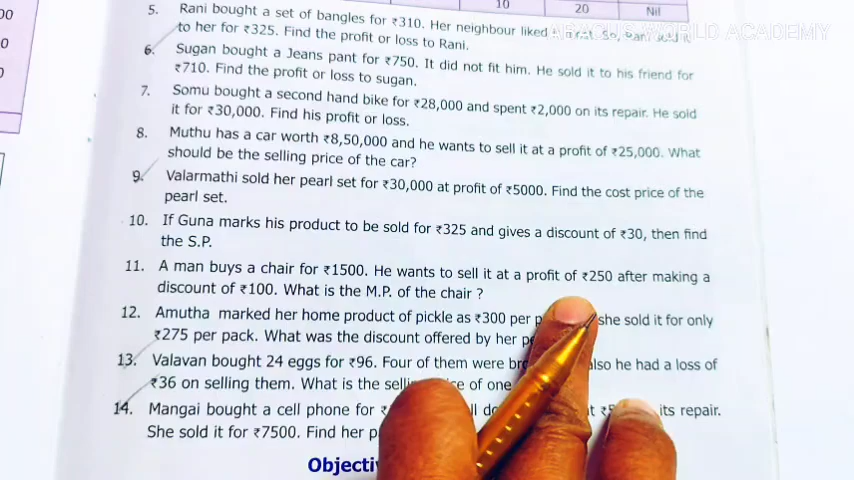 10 20 Nil
ABACUS WORLD ACADEMY
5. Rani bought a set of bangles for ₹310. Her neighbour liked
to her for ₹325. Find the profit or loss to Rani.
6. Sugan bought a Jeans pant for ₹750. It did not fit him. He sold it to his friend for
₹710. Find the profit or loss to sugan.
7. Somu bought a second hand bike for ₹28,000 and spent ₹2,000 on its repair. He sold
it for ₹30,000. Find his profit or loss.
8. Muthu has a car worth ₹8,50,000 and he wants to sell it at a profit of ₹25,000. What
should be the selling price of the car?
9. Valarmathi sold her pearl set for ₹30,000 at profit of ₹5000. Find the cost price of the
pearl set.
10. If Guna marks his product to be sold for ₹325 and gives a discount of ₹30, then find
the S.P.
11. A man buys a chair for ₹1500. He wants to sell it at a profit of ₹250 after making a
discount of ₹100. What is the M.P. of the chair ?
12. Amutha marked her home product of pickle as ₹300 per she sold it for only
₹275 per pack. What was the discount offered by her
13. Valavan bought 24 eggs for ₹96. Four of them were also he had a loss of
₹36 on selling them. What is the of one
14. Mangai bought a cell phone for its repair.
She sold it for ₹7500. Find her